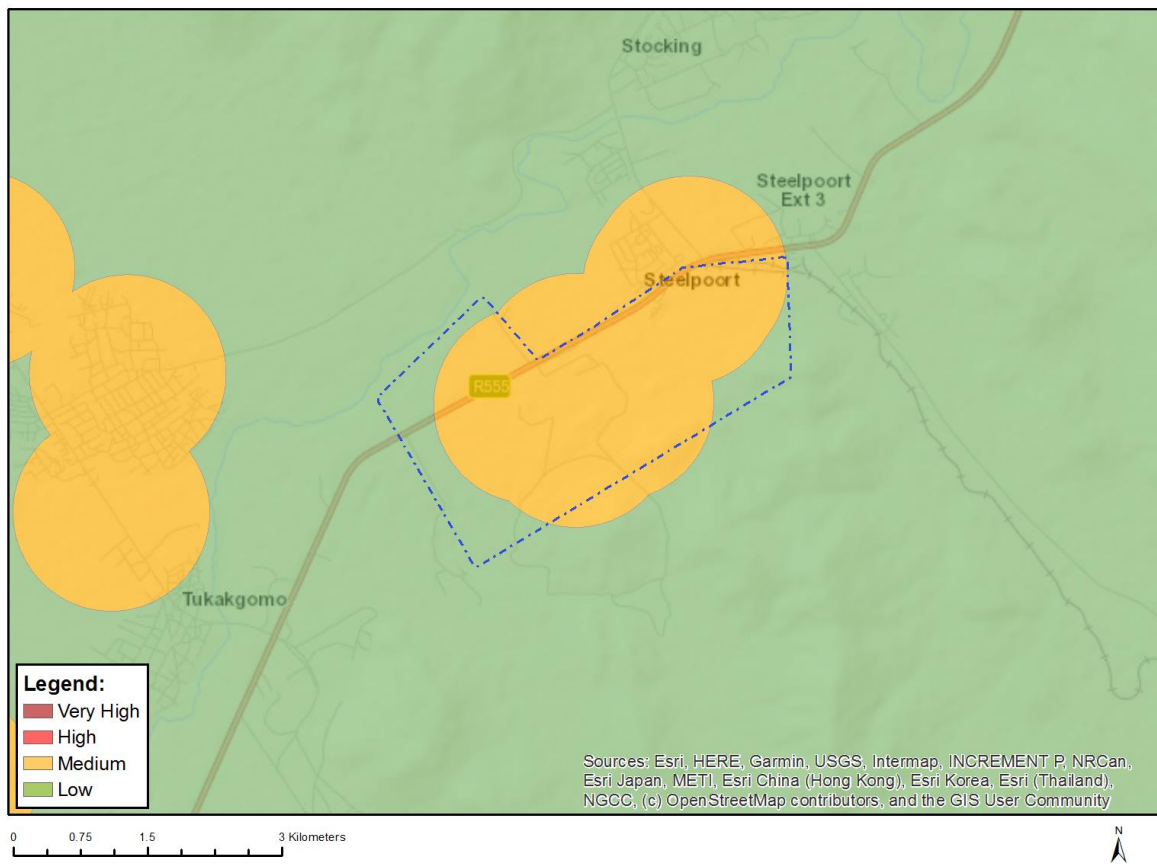 Stocking
Steelpoort
Ext 3
Steelpoort
R555
Tukakgomo
Legend:
Very High
High
Medium
Low
Sources: Esri, HERE, Garmin, USGS, Intermap, INCREMENT P, NRCan,
Esri Japan, METI, Esri China (Hong Kong), Esri Korea, Esri (Thailand),
NGCC, (c) OpenStreetMap contributors, and the GIS User Community
0 0.75 1.5 3 Kilometers
N